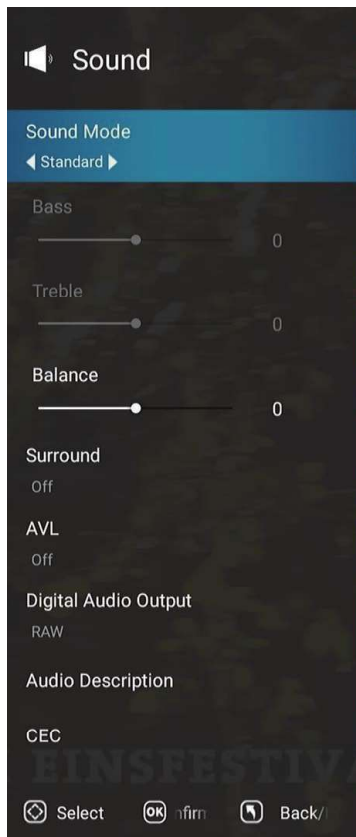 Sound
Sound Mode
Standard
Bass
0
Treble
0
Balance
0
Surround
Off
AVL
Off
Digital Audio Output
RAW
Audio Description
CEC
EINSFESTIVA
Select
OK
nfirn
Back/